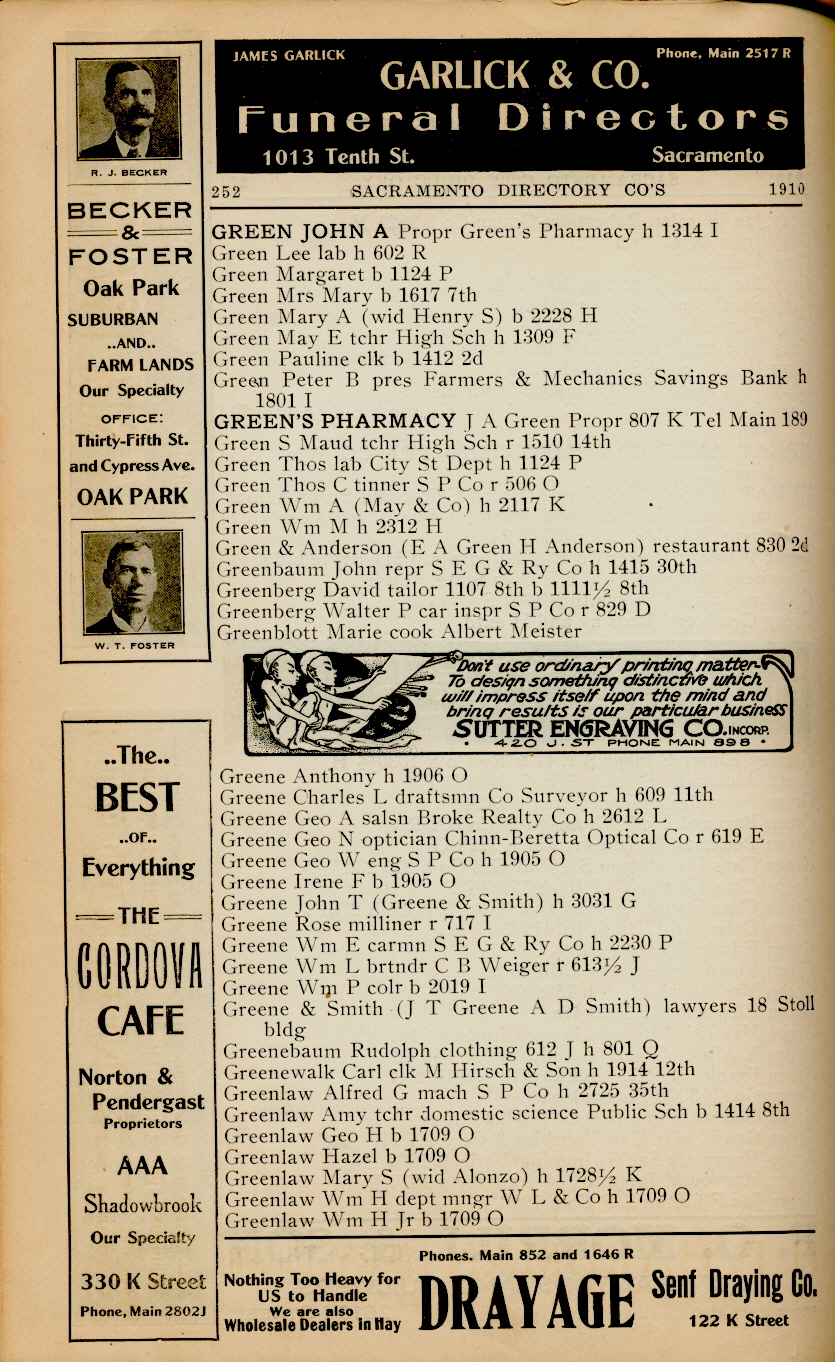 JAMES GARLICK Phone, Main 2517 R
GARLICK & CO.
Funeral Directors
1013 Tenth St. Sacramento
R. J. BECKER
BECKER
&
FOSTER
Oak Park
SUBURBAN
..AND..
FARM LANDS
Our Specialty
OFFICE:
Thirty-Fifth St.
and Cypress Ave.
OAK PARK
W. T. FOSTER
252 SACRAMENTO DIRECTORY CO'S 1910
GREEN JOHN A Propr Green's Pharmacy h 1314 I
Green Lee lab h 602 R
Green Margaret b 1124 P
Green Mrs Mary b 1617 7th
Green Mary A (wid Henry S) b 2228 H
Green May E tchr High Sch h 1309 F
Green Pauline clk b 1412 2d
Green Peter B pres Farmers & Mechanics Savings Bank h
1801 I
GREEN'S PHARMACY J A Green Propr 807 K Tel Main 189
Green S Maud tchr High Sch r 1510 14th
Green Thos lab City St Dept h 1124 P
Green Thos C tinner S P Co r 506 O
Green Wm A (May & Co) h 2117 K
Green Wm M h 2312 H
Green & Anderson (E A Green H Anderson) restaurant 830 2d
Greenbaum John repr S E G & Ry Co h 1415 30th
Greenberg David tailor 1107 8th b 1111½ 8th
Greenberg Walter P car inspr S P Co r 829 D
Greenblott Marie cook Albert Meister
Don't use ordinary printing matter-
To design something distinctive which
will impress itself upon the mind and
bring results is our particular business
SUTTER ENGRAVING CO. INCORP.
• 420 J. ST PHONE MAIN 898 •
Greene Anthony h 1906 O
Greene Charles L draftsmn Co Surveyor h 609 11th
Greene Geo A salsn Broke Realty Co h 2612 L
Greene Geo N optician Chinn-Beretta Optical Co r 619 E
Greene Geo W eng S P Co h 1905 O
Greene Irene F b 1905 O
Greene John T (Greene & Smith) h 3031 G
Greene Rose milliner r 717 I
Greene Wm E carmn S E G & Ry Co h 2230 P
Greene Wm L brtndr C B Weiger r 613½ J
Greene Wm P colr b 2019 I
Greene & Smith (J T Greene A D Smith) lawyers 18 Stoll
bldg
Greenebaum Rudolph clothing 612 J h 801 Q
Greenewalk Carl clk M Hirsch & Son h 1914 12th
Greenlaw Alfred G mach S P Co h 2725 35th
Greenlaw Amy tchr domestic science Public Sch b 1414 8th
Greenlaw Geo H b 1709 O
Greenlaw Hazel b 1709 O
Greenlaw Mary S (wid Alonzo) h 1728½ K
Greenlaw Wm H dept mngr W L & Co h 1709 O
Greenlaw Wm H Jr b 1709 O
..The..
BEST
..OF..
Everything
THE
CORDOVA
CAFE
Norton &
Pendergast
Proprietors
AAA
Shadowbrook
Our Specialty
330 K Street
Phone, Main 2802J
Phones. Main 852 and 1646 R
Nothing Too Heavy for
US to Handle
We are also
Wholesale Dealers in Hay
DRAYAGE
Senf Draying Co.
122 K Street